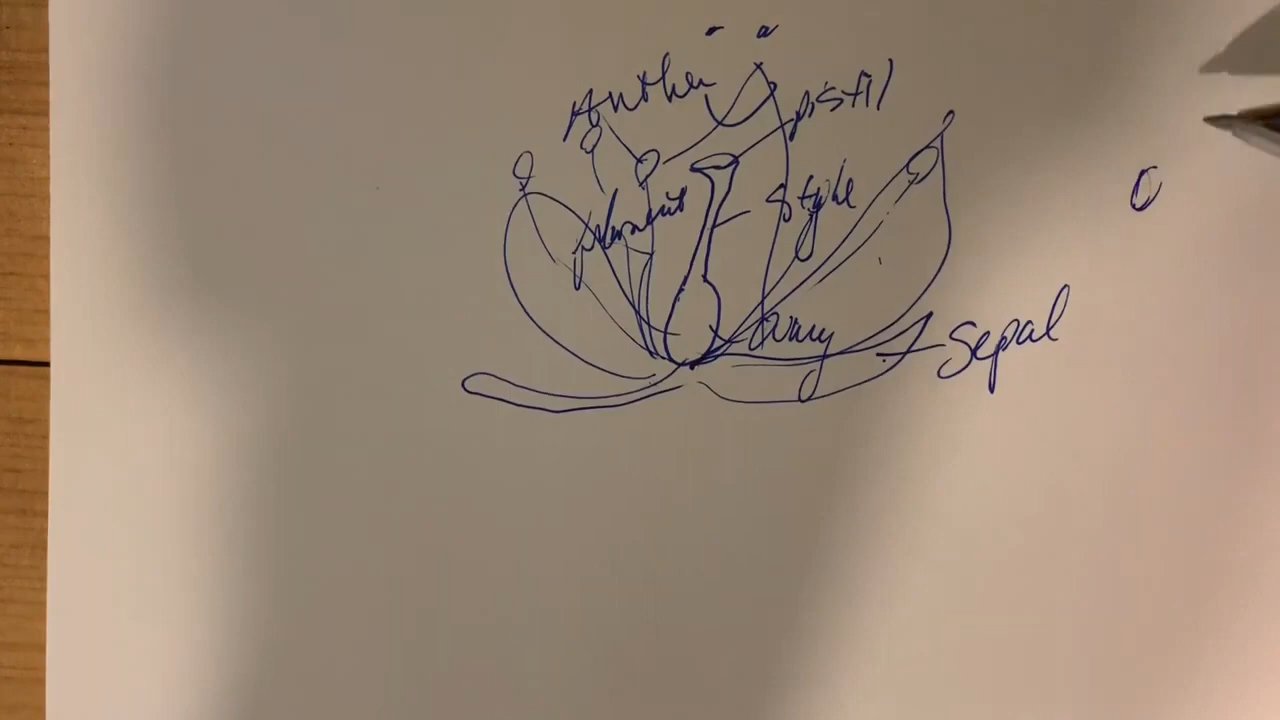 Anther
pistil
filament
Style
ovary
Sepal